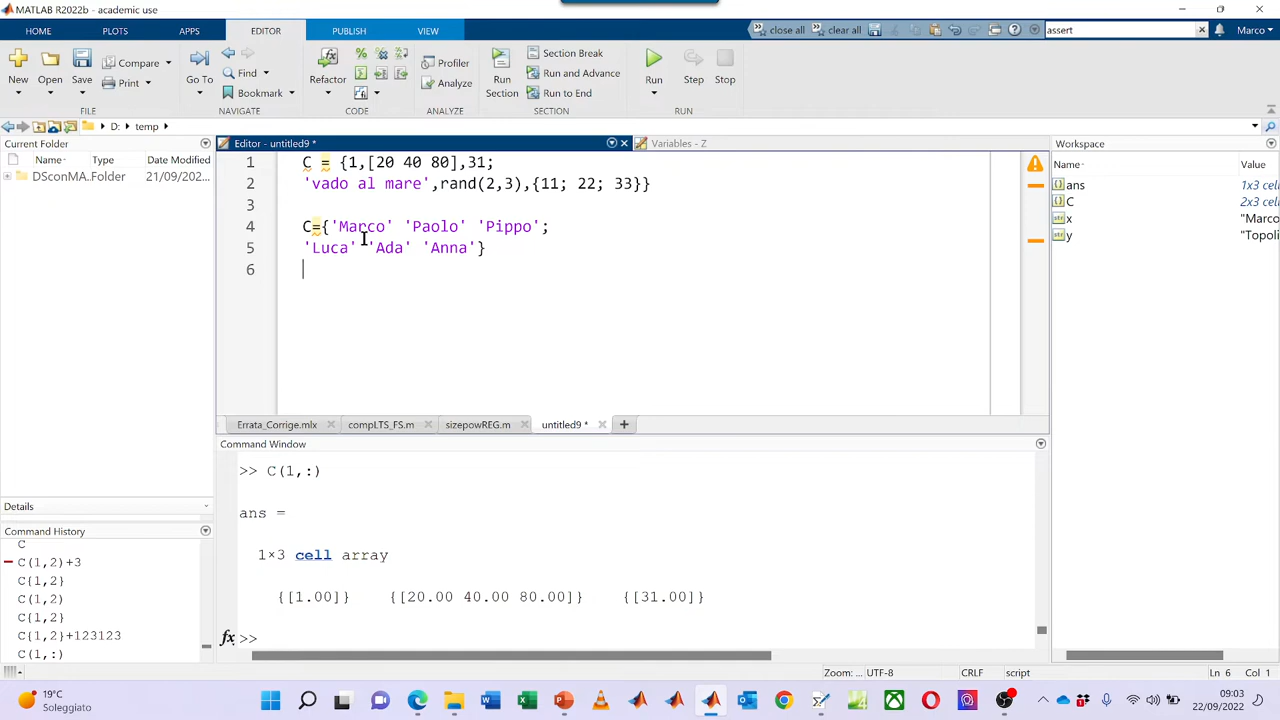 MATLAB R2022b - academic use
HOME PLOTS APPS EDITOR PUBLISH VIEW close all clear all assert Marco
New Open Save Compare Print Go To Find Bookmark Refactor Profiler Analyze Run Section Section Break Run and Advance Run to End Run Step Stop
FILE NAVIGATE CODE ANALYZE SECTION RUN
D: temp
Current Folder
Name Type Date Modified
DSconMA... Folder 21/09/202...
Editor - untitled9 * Variables - Z
1 C = {1,[20 40 80],31;
2 'vado al mare',rand(2,3),{11; 22; 33}}
3
4 C={'Marco' 'Paolo' 'Pippo';
5 'Luca' 'Ada' 'Anna'}
6
Errata_Corrige.mlx compLTS_FS.m sizepowREG.m untitled9 * +
Workspace
Name Value
ans 1x3 cel
C 2x3 cel
x "Marco"
y "Topoli
Details
Command History
C
C(1,2)+3
C{1,2}
C(1,2)
C{1,2}
C{1,2}+123123
C(1,:)
Command Window
>> C(1,:)
ans =
1×3 cell array
{[1.00]} {[20.00 40.00 80.00]} {[31.00]}
fx >>
Zoom: ... UTF-8 CRLF script Ln 6 Col 1
19°C
Soleggiato
09:03
22/09/2022